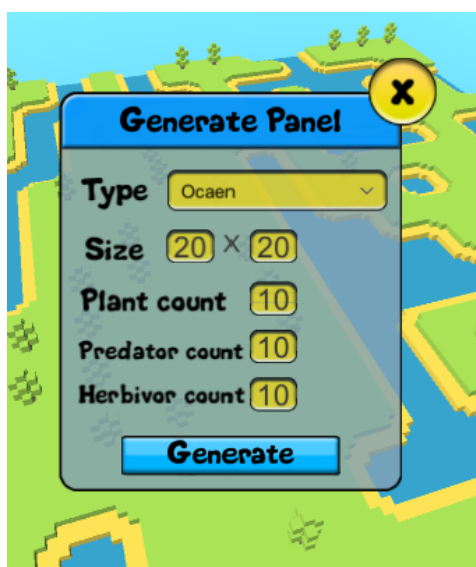 X
Generate Panel
Type Ocaen
Size 20 X 20
Plant count 10
Predator count 10
Herbivor count 10
Generate